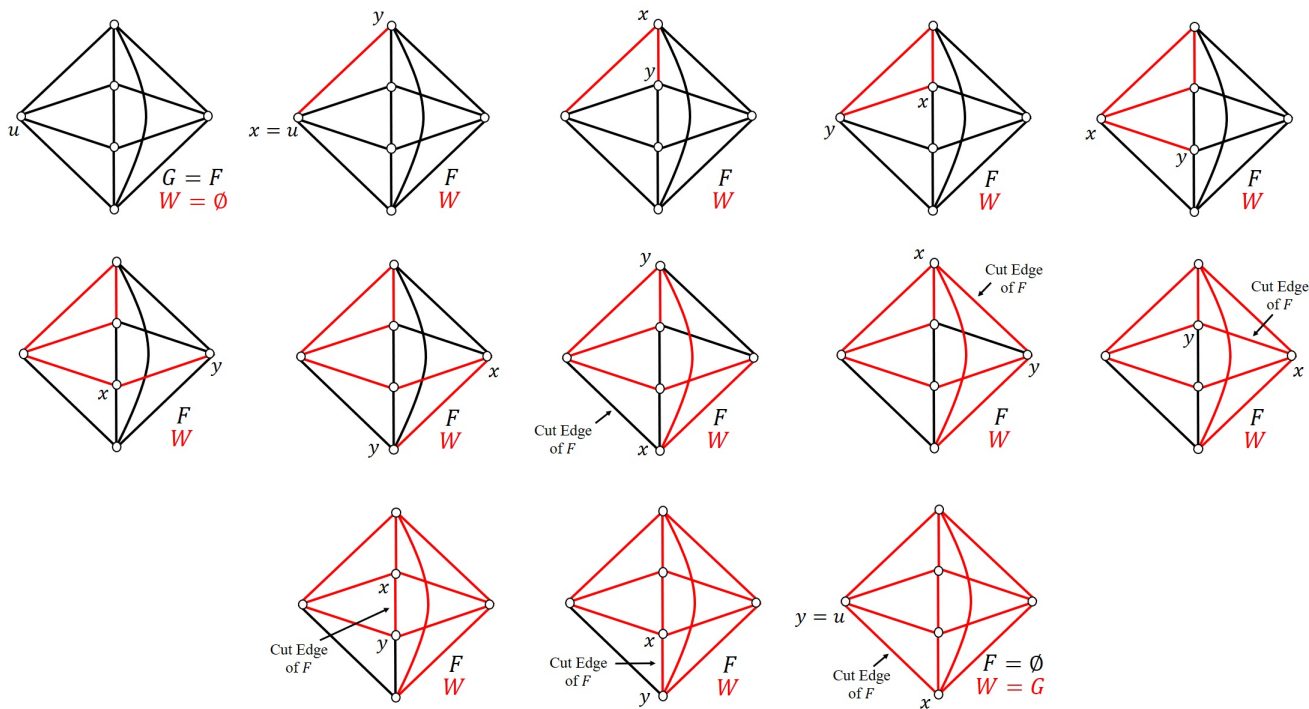 u
G = F
W = ∅
y
x = u
F
W
x
y
F
W
x
y
F
W
x
y
F
W
x
y
F
W
x
y
F
W
y
Cut Edge
of F
x
F
W
x
Cut Edge
of F
y
F
W
Cut Edge
of F
y
x
F
W
x
Cut Edge
of F
y
F
W
x
Cut Edge
of F
y
F
W
y = u
Cut Edge
of F
x
F = ∅
W = G